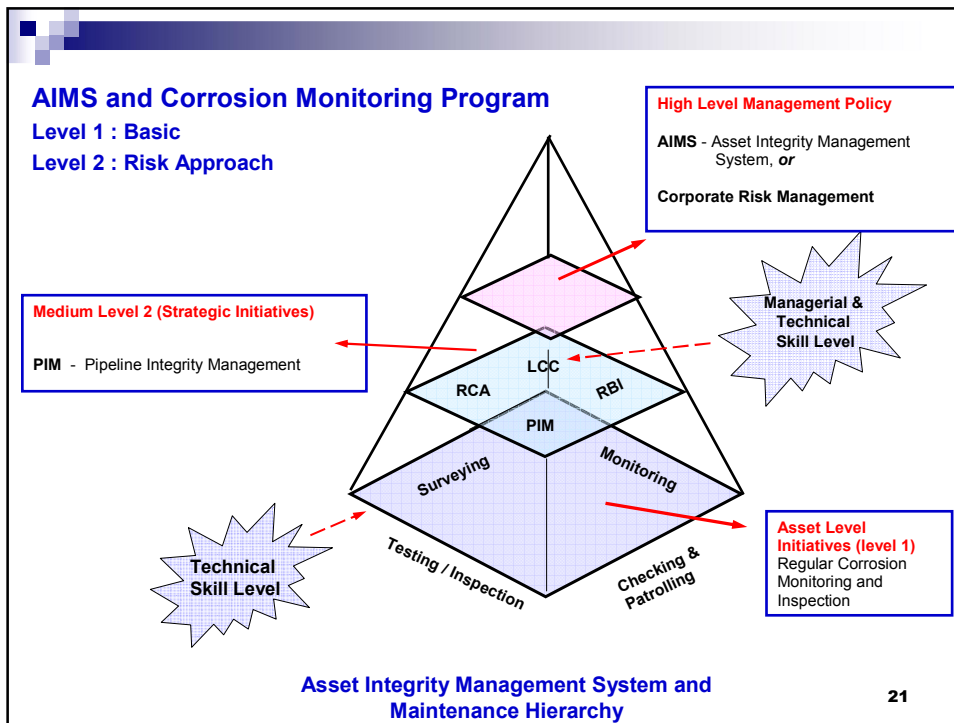 AIMS and Corrosion Monitoring Program
Level 1 : Basic
Level 2 : Risk Approach
High Level Management Policy
AIMS - Asset Integrity Management
System, or
Corporate Risk Management
Managerial &
Technical
Skill Level
Medium Level 2 (Strategic Initiatives)
PIM - Pipeline Integrity Management
LCC
RCA
RBI
PIM
Surveying
Monitoring
Testing / Inspection
Checking &
Patrolling
Technical
Skill Level
Asset Level
Initiatives (level 1)
Regular Corrosion
Monitoring and
Inspection
Asset Integrity Management System and
Maintenance Hierarchy
21